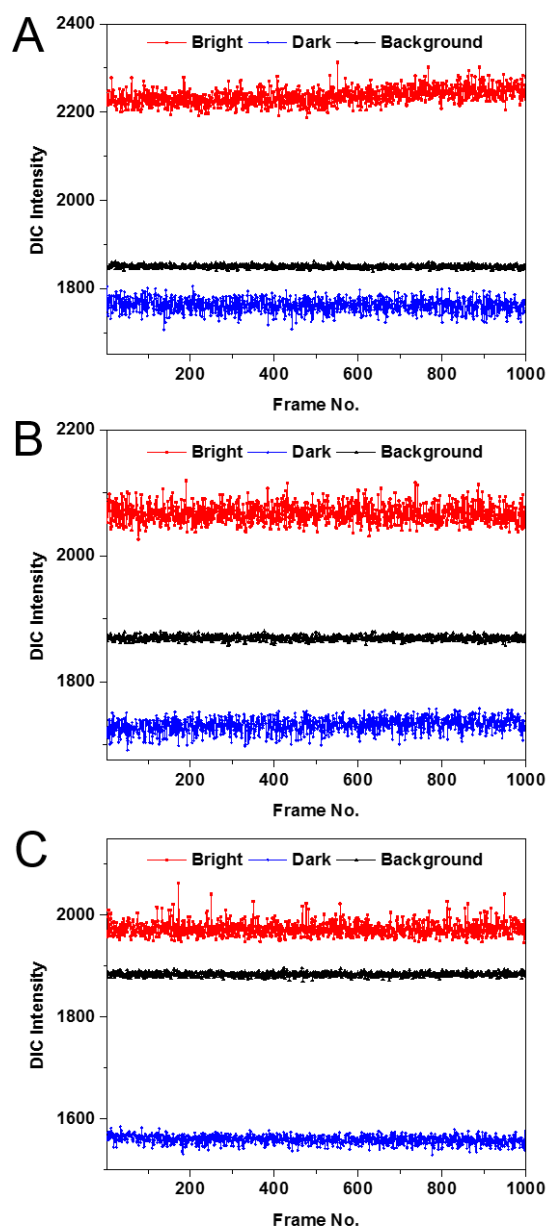 A
2400
Bright Dark Background
2200
2000
1800
DIC Intensity
200 400 600 800 1000
Frame No.
B
2200
Bright Dark Background
2000
1800
DIC Intensity
200 400 600 800 1000
Frame No.
C
Bright Dark Background
2000
1800
1600
DIC Intensity
200 400 600 800 1000
Frame No.